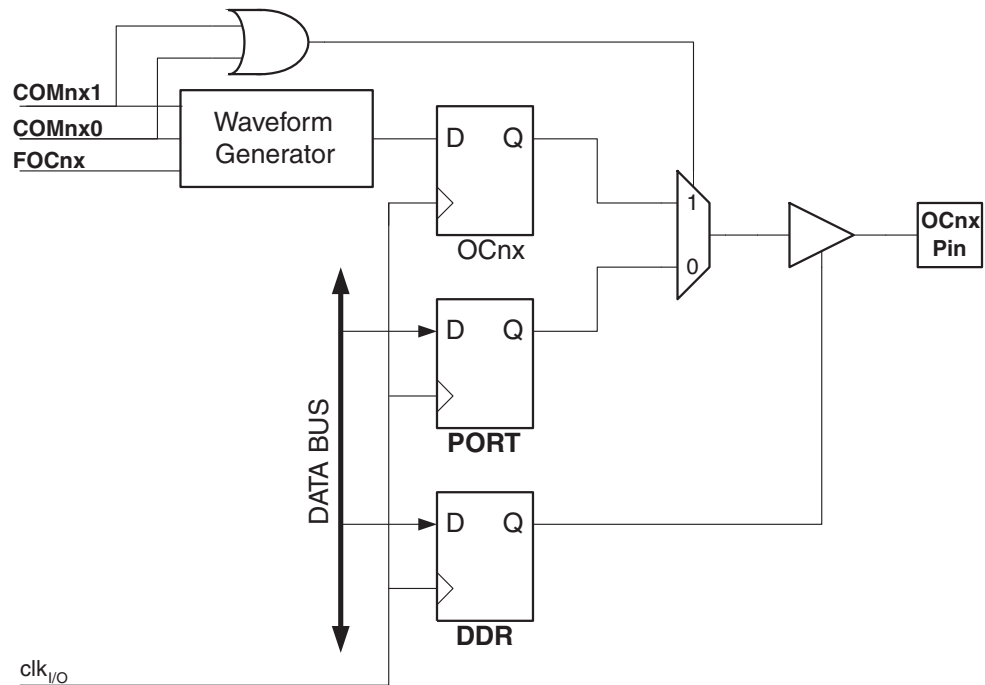 COMnx1
COMnx0
FOCnx
Waveform
Generator
D Q
OCnx
1
0
OCnx
Pin
DATA BUS
D Q
PORT
D Q
DDR
clkI/O